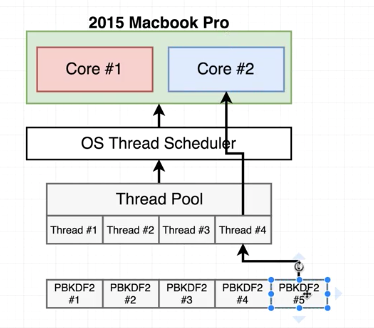 2015 Macbook Pro
Core #1
Core #2
OS Thread Scheduler
Thread Pool
Thread #1
Thread #2
Thread #3
Thread #4
PBKDF2
#1
PBKDF2
#2
PBKDF2
#3
PBKDF2
#4
PBKDF2
#5